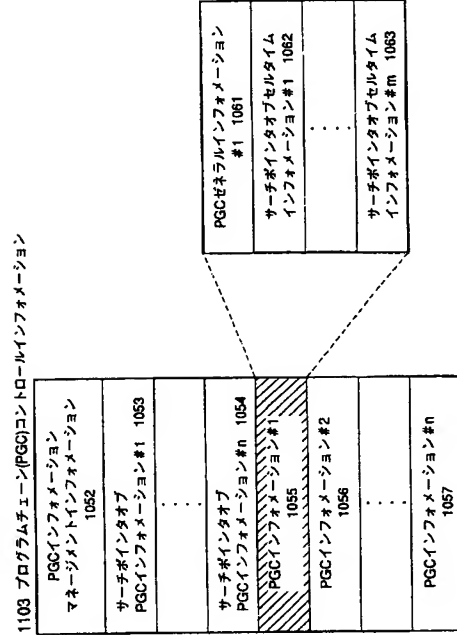 1103 プログラムチェーン(PGC)コントロールインフォメーション
PGCインフォメーション
マネージメントインフォメーション
1052
サーチポインタオブ
PGCインフォメーション#1 1053
. . . . .
サーチポインタオブ
PGCインフォメーション#n 1054
PGCインフォメーション#1
1055
PGCインフォメーション#2
1056
. . . . .
PGCインフォメーション#n
1057
PGCゼネラルインフォメーション
#1 1061
サーチポインタオブセルタイム
インフォメーション#1 1062
. . . . .
サーチポインタオブセルタイム
インフォメーション#m 1063